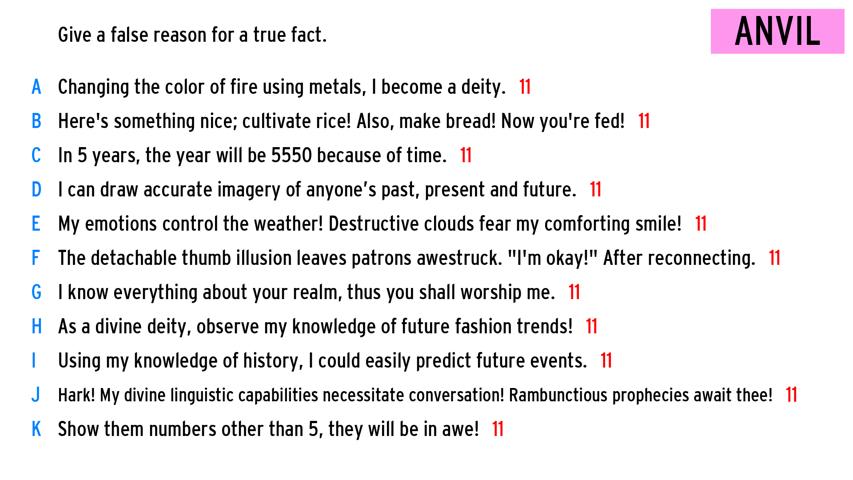 Give a false reason for a true fact.
ANVIL
A Changing the color of fire using metals, I become a deity. 11
B Here's something nice; cultivate rice! Also, make bread! Now you're fed! 11
C In 5 years, the year will be 5550 because of time. 11
D I can draw accurate imagery of anyone’s past, present and future. 11
E My emotions control the weather! Destructive clouds fear my comforting smile! 11
F The detachable thumb illusion leaves patrons awestruck. "I'm okay!" After reconnecting. 11
G I know everything about your realm, thus you shall worship me. 11
H As a divine deity, observe my knowledge of future fashion trends! 11
I Using my knowledge of history, I could easily predict future events. 11
J Hark! My divine linguistic capabilities necessitate conversation! Rambunctious prophecies await thee! 11
K Show them numbers other than 5, they will be in awe! 11